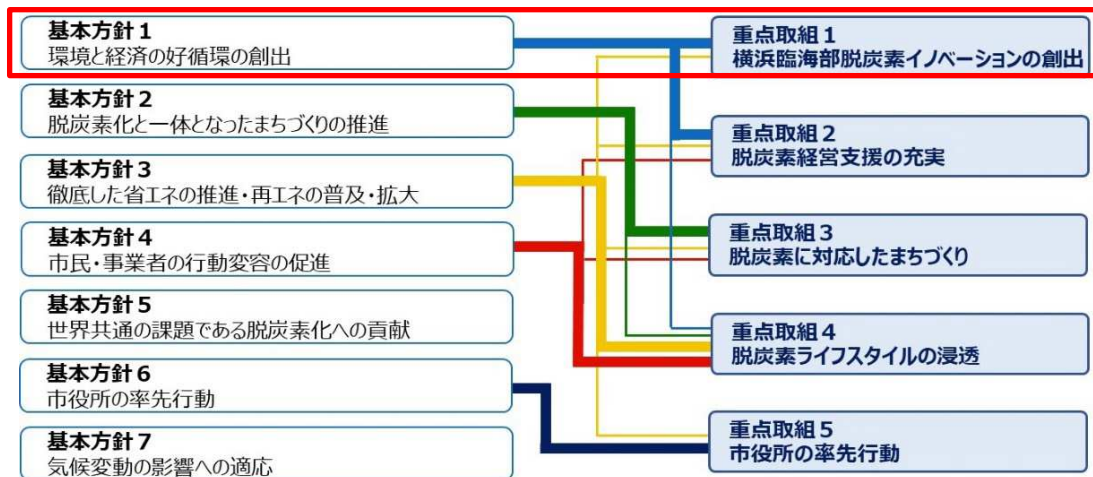 基本方針1
環境と経済の好循環の創出
基本方針2
脱炭素化と一体となったまちづくりの推進
基本方針3
徹底した省エネの推進・再エネの普及・拡大
基本方針4
市民・事業者の行動変容の促進
基本方針5
世界共通の課題である脱炭素化への貢献
基本方針6
市役所の率先行動
基本方針7
気候変動の影響への適応
重点取組1
横浜臨海部脱炭素イノベーションの創出
重点取組2
脱炭素経営支援の充実
重点取組3
脱炭素に対応したまちづくり
重点取組4
脱炭素ライフスタイルの浸透
重点取組5
市役所の率先行動